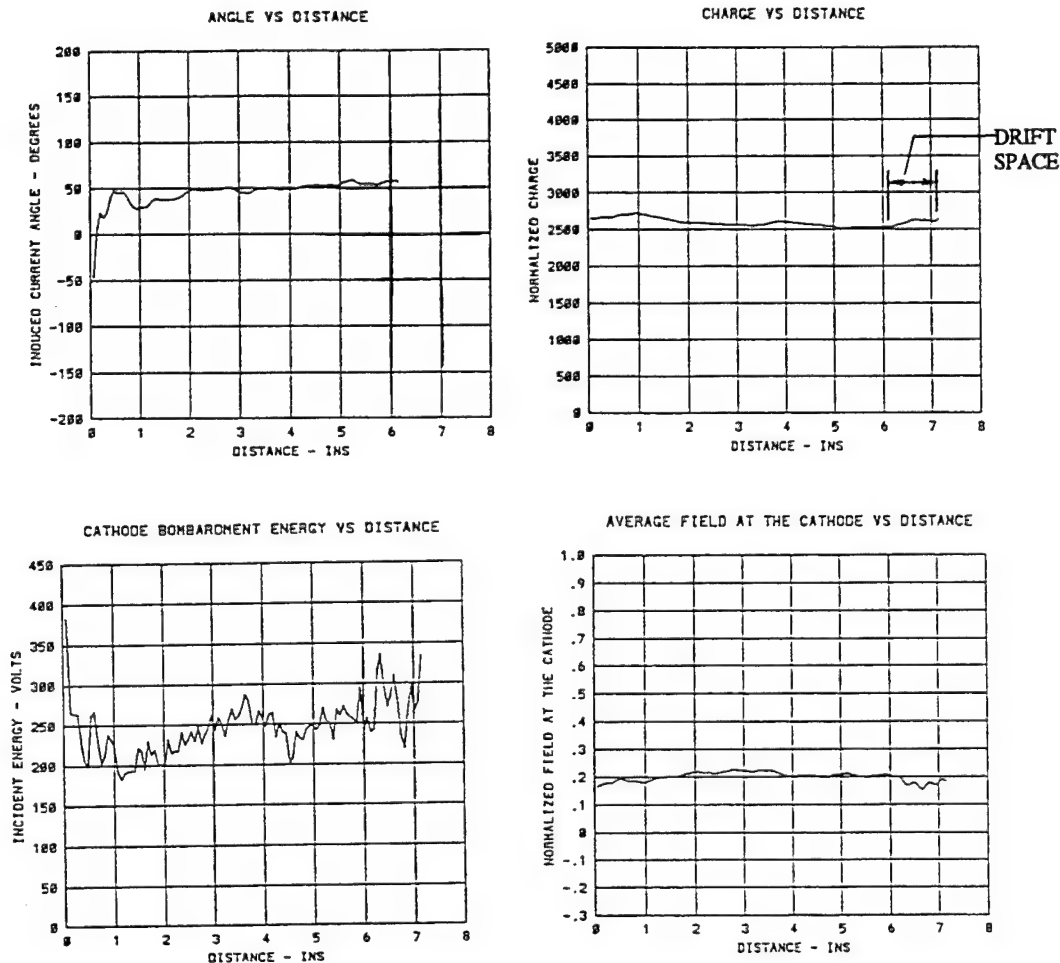 ANGLE VS DISTANCE
INDUCED CURRENT ANGLE - DEGREES
200
150
100
50
0
-50
-100
-150
-200
0 1 2 3 4 5 6 7 8
DISTANCE - INS
CHARGE VS DISTANCE
NORMALIZED CHARGE
5000
4500
4000
3500
3000
2500
2000
1500
1000
500
0
0 1 2 3 4 5 6 7 8
DISTANCE - INS
DRIFT
SPACE
CATHODE BOMBARDMENT ENERGY VS DISTANCE
INCIDENT ENERGY - VOLTS
450
400
350
300
250
200
150
100
50
0
0 1 2 3 4 5 6 7 8
DISTANCE - INS
AVERAGE FIELD AT THE CATHODE VS DISTANCE
NORMALIZED FIELD AT THE CATHODE
1.0
.9
.8
.7
.6
.5
.4
.3
.2
.1
0
-.1
-.2
-.3
0 1 2 3 4 5 6 7 8
DISTANCE - INS